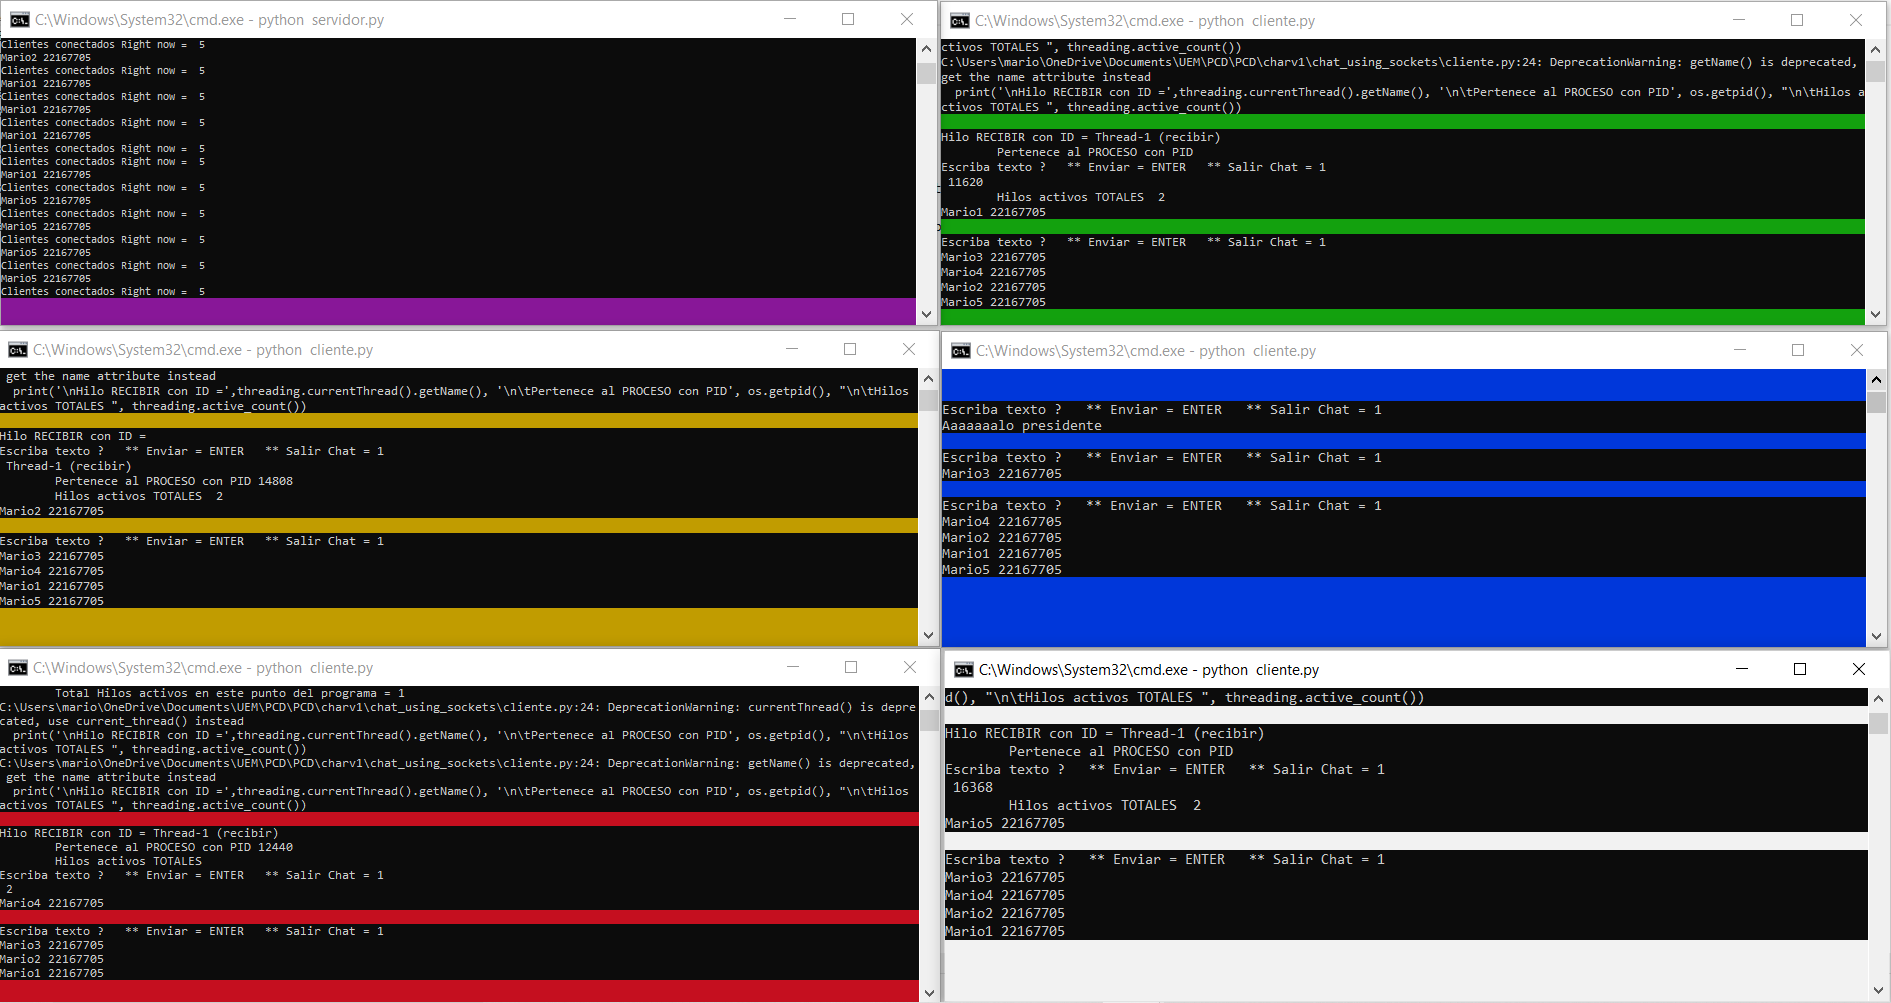 C:\Windows\System32\cmd.exe - python  servidor.py
Clientes conectados Right now =  5
Mario2 22167705
Clientes conectados Right now =  5
Mario1 22167705
Clientes conectados Right now =  5
Mario1 22167705
Clientes conectados Right now =  5
Mario1 22167705
Clientes conectados Right now =  5
Clientes conectados Right now =  5
Mario1 22167705
Clientes conectados Right now =  5
Mario5 22167705
Clientes conectados Right now =  5
Mario5 22167705
Clientes conectados Right now =  5
Mario5 22167705
Clientes conectados Right now =  5
Mario5 22167705
Clientes conectados Right now =  5
C:\Windows\System32\cmd.exe - python  cliente.py
ctivos TOTALES ", threading.active_count())
C:\Users\mario\OneDrive\Documents\UEM\PCD\PCD\charv1\chat_using_sockets\cliente.py:24: DeprecationWarning: getName() is deprecated,
get the name attribute instead
print('\nHilo RECIBIR con ID =',threading.currentThread().getName(), '\n\tPertenece al PROCESO con PID', os.getpid(), "\n\tHilos a
ctivos TOTALES ", threading.active_count())
Hilo RECIBIR con ID = Thread-1 (recibir)
Pertenece al PROCESO con PID
Escriba texto ?   ** Enviar = ENTER   ** Salir Chat = 1
11620
Hilos activos TOTALES  2
Mario1 22167705
Escriba texto ?   ** Enviar = ENTER   ** Salir Chat = 1
Mario3 22167705
Mario4 22167705
Mario2 22167705
Mario5 22167705
C:\Windows\System32\cmd.exe - python  cliente.py
get the name attribute instead
print('\nHilo RECIBIR con ID =',threading.currentThread().getName(), '\n\tPertenece al PROCESO con PID', os.getpid(), "\n\tHilos
activos TOTALES ", threading.active_count())
Hilo RECIBIR con ID =
Escriba texto ?   ** Enviar = ENTER   ** Salir Chat = 1
Thread-1 (recibir)
Pertenece al PROCESO con PID 14808
Hilos activos TOTALES  2
Mario2 22167705
Escriba texto ?   ** Enviar = ENTER   ** Salir Chat = 1
Mario3 22167705
Mario4 22167705
Mario1 22167705
Mario5 22167705
C:\Windows\System32\cmd.exe - python  cliente.py
Escriba texto ?   ** Enviar = ENTER   ** Salir Chat = 1
Aaaaaaalo presidente
Escriba texto ?   ** Enviar = ENTER   ** Salir Chat = 1
Mario3 22167705
Escriba texto ?   ** Enviar = ENTER   ** Salir Chat = 1
Mario4 22167705
Mario2 22167705
Mario1 22167705
Mario5 22167705
C:\Windows\System32\cmd.exe - python  cliente.py
Total Hilos activos en este punto del programa = 1
C:\Users\mario\OneDrive\Documents\UEM\PCD\PCD\charv1\chat_using_sockets\cliente.py:24: DeprecationWarning: currentThread() is depre
cated, use current_thread() instead
print('\nHilo RECIBIR con ID =',threading.currentThread().getName(), '\n\tPertenece al PROCESO con PID', os.getpid(), "\n\tHilos
activos TOTALES ", threading.active_count())
C:\Users\mario\OneDrive\Documents\UEM\PCD\PCD\charv1\chat_using_sockets\cliente.py:24: DeprecationWarning: getName() is deprecated,
get the name attribute instead
print('\nHilo RECIBIR con ID =',threading.currentThread().getName(), '\n\tPertenece al PROCESO con PID', os.getpid(), "\n\tHilos
activos TOTALES ", threading.active_count())
Hilo RECIBIR con ID = Thread-1 (recibir)
Pertenece al PROCESO con PID 12440
Hilos activos TOTALES
Escriba texto ?   ** Enviar = ENTER   ** Salir Chat = 1
2
Mario4 22167705
Escriba texto ?   ** Enviar = ENTER   ** Salir Chat = 1
Mario3 22167705
Mario2 22167705
Mario1 22167705
C:\Windows\System32\cmd.exe - python  cliente.py
d(), "\n\tHilos activos TOTALES ", threading.active_count())
Hilo RECIBIR con ID = Thread-1 (recibir)
Pertenece al PROCESO con PID
Escriba texto ?   ** Enviar = ENTER   ** Salir Chat = 1
16368
Hilos activos TOTALES  2
Mario5 22167705
Escriba texto ?   ** Enviar = ENTER   ** Salir Chat = 1
Mario3 22167705
Mario4 22167705
Mario2 22167705
Mario1 22167705